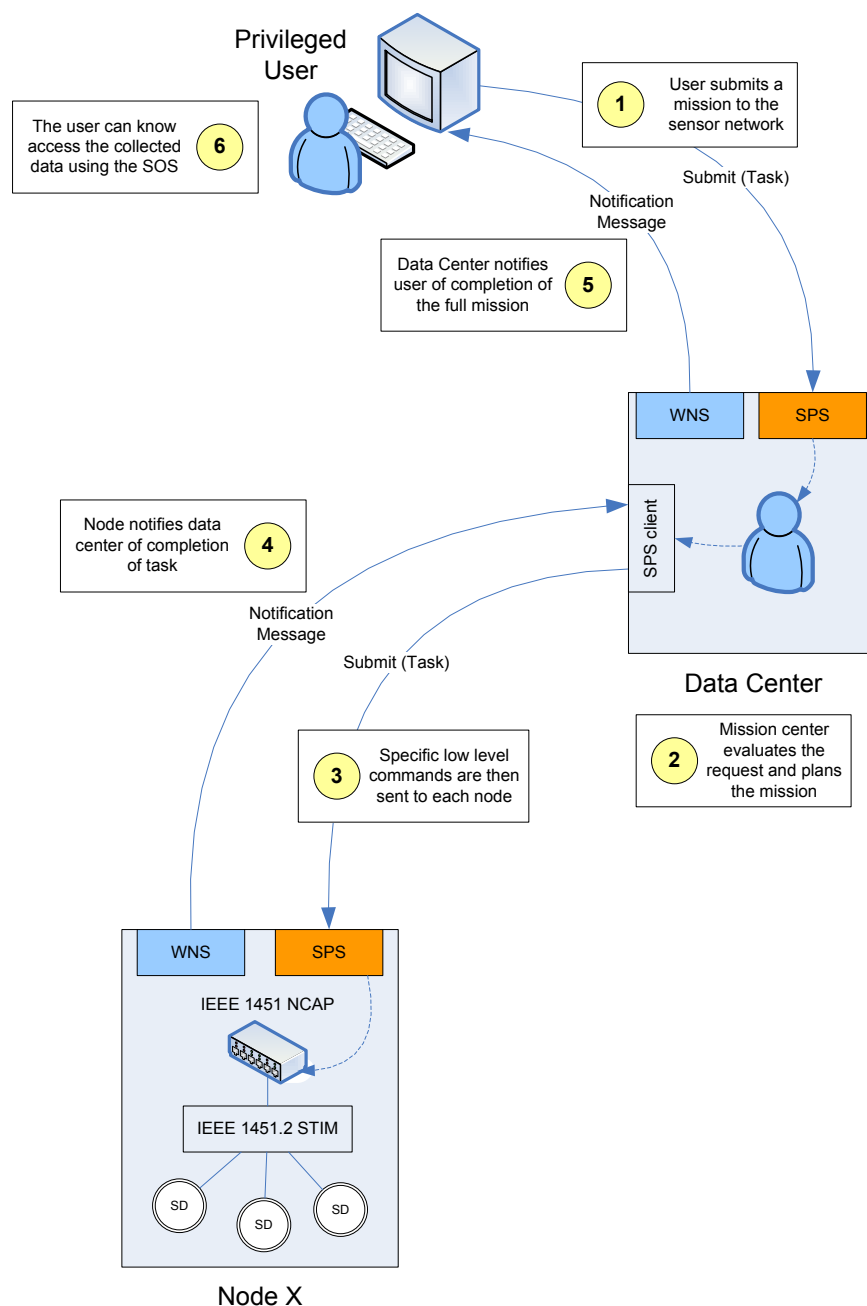 Privileged
User
1
User submits a
mission to the
sensor network
The user can know
access the collected
data using the SOS
6
Submit (Task)
Notification
Message
Data Center notifies
user of completion of
the full mission
5
WNS
SPS
SPS client
Node notifies data
center of completion
of task
4
Notification
Message
Submit (Task)
Data Center
2
Mission center
evaluates the
request and plans
the mission
3
Specific low level
commands are then
sent to each node
WNS
SPS
IEEE 1451 NCAP
IEEE 1451.2 STIM
SD
SD
SD
Node X